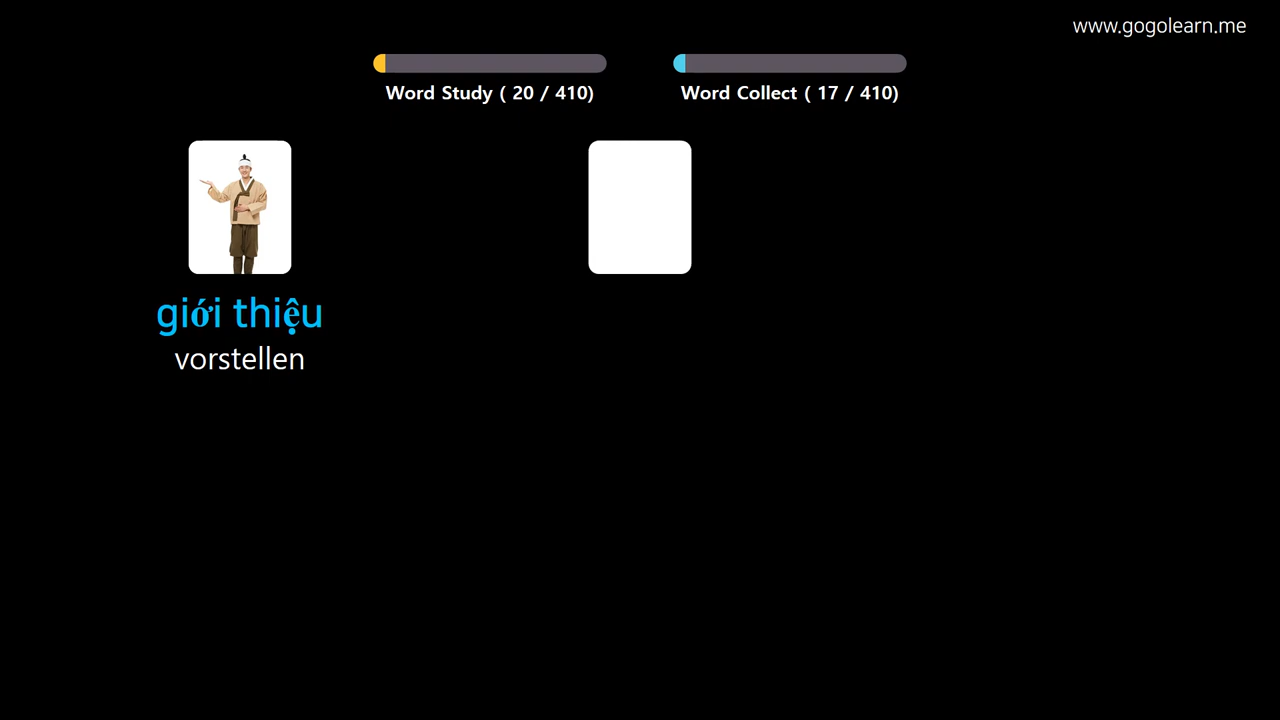 www.gogolearn.me
Word Study ( 20 / 410)
Word Collect ( 17 / 410)
giới thiệu
vorstellen